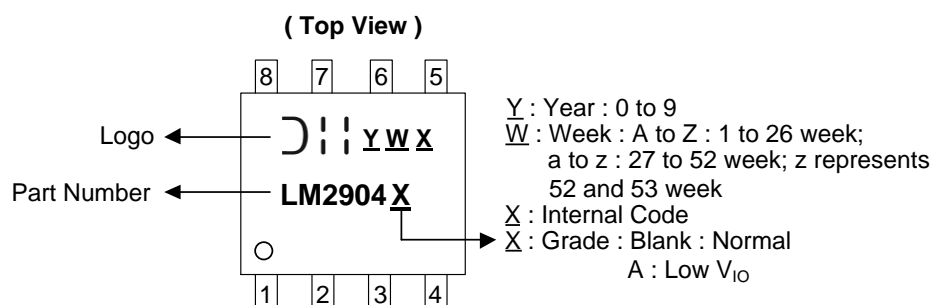 ( Top View )
8 7 6 5
Logo
Y W X
Part Number
LM2904 X
1 2 3 4
Y : Year : 0 to 9
W : Week : A to Z : 1 to 26 week;
a to z : 27 to 52 week; z represents
52 and 53 week
X : Internal Code
X : Grade : Blank : Normal
A : Low VIO